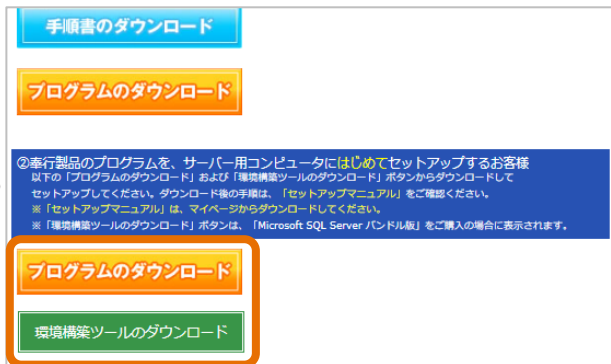 手順書のダウンロード
プログラムのダウンロード
②奉行製品のプログラムを、サーバー用コンピュータにはじめてセットアップするお客様
以下の「プログラムのダウンロード」および「環境構築ツールのダウンロード」ボタンからダウンロードして
セットアップしてください。ダウンロード後の手順は、「セットアップマニュアル」をご確認ください。
※「セットアップマニュアル」は、マイページからダウンロードしてください。
※「環境構築ツールのダウンロード」ボタンは、「Microsoft SQL Server バンドル版」をご購入の場合に表示されます。
プログラムのダウンロード
環境構築ツールのダウンロード